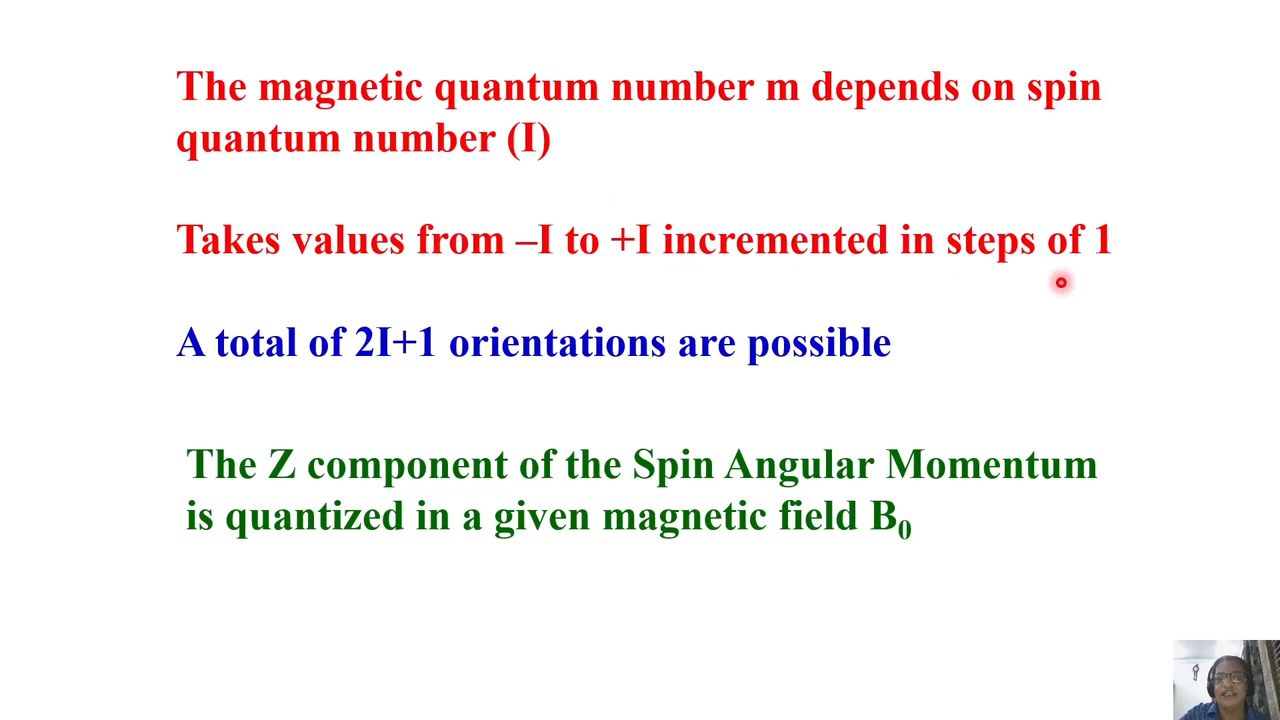 The magnetic quantum number m depends on spin
quantum number (I)
Takes values from –I to +I incremented in steps of 1
A total of 2I+1 orientations are possible
The Z component of the Spin Angular Momentum
is quantized in a given magnetic field B₀